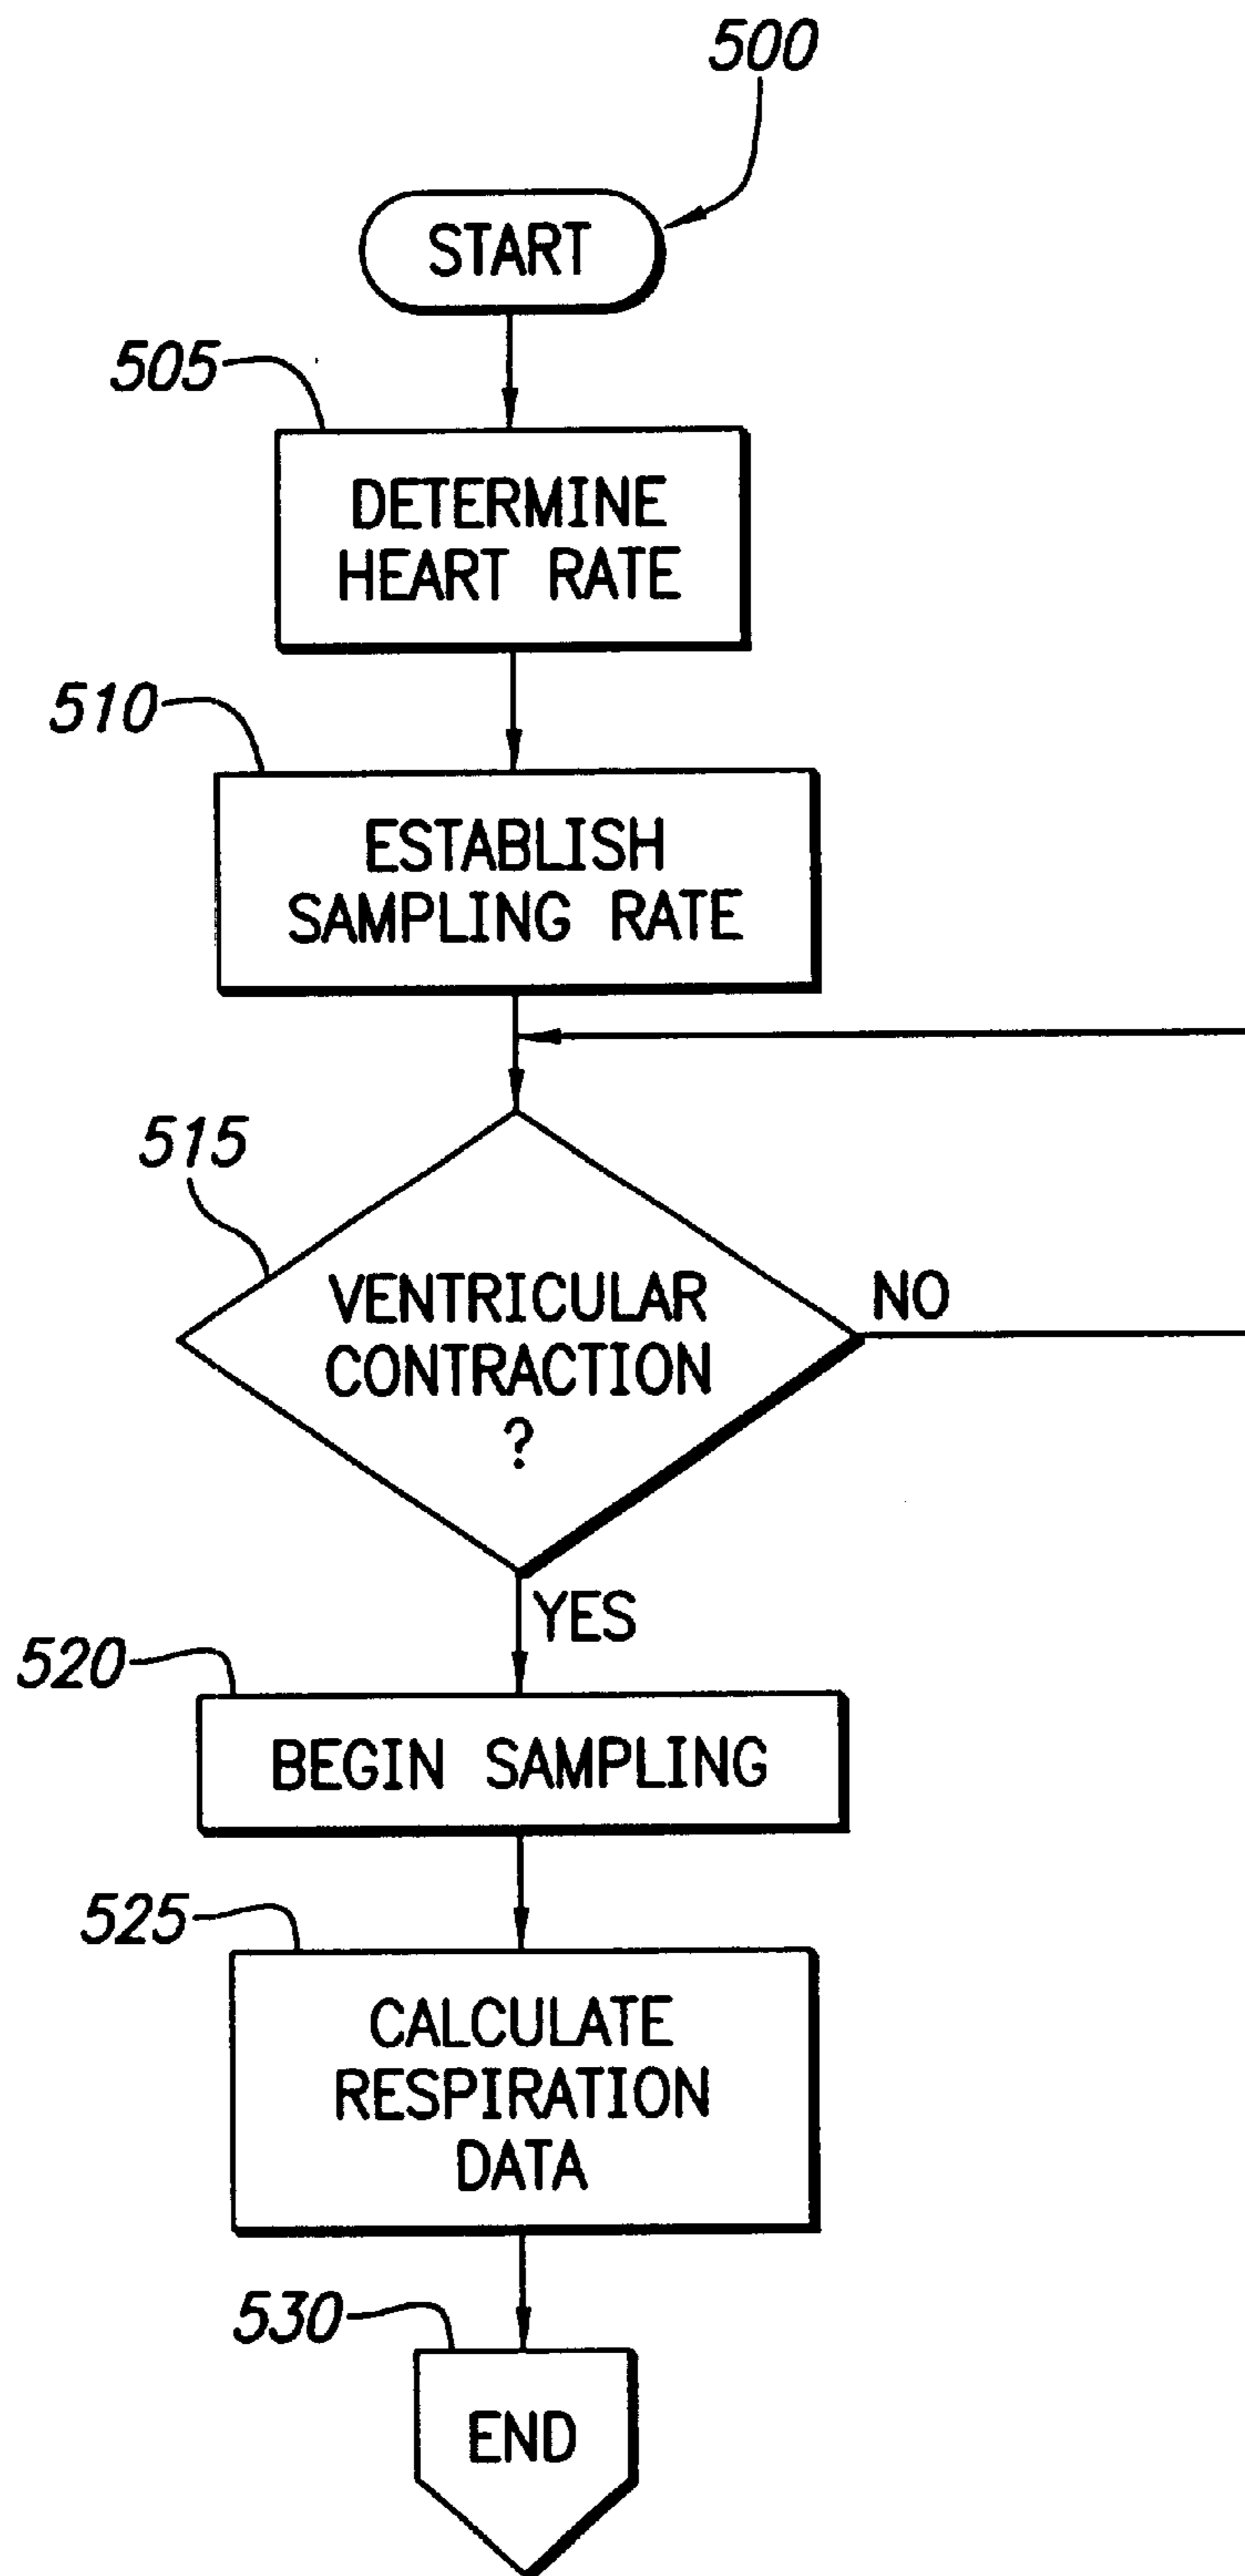 500
START
505
DETERMINE
HEART RATE
510
ESTABLISH
SAMPLING RATE
515
VENTRICULAR
CONTRACTION
?
NO
YES
520
BEGIN SAMPLING
525
CALCULATE
RESPIRATION
DATA
530
END